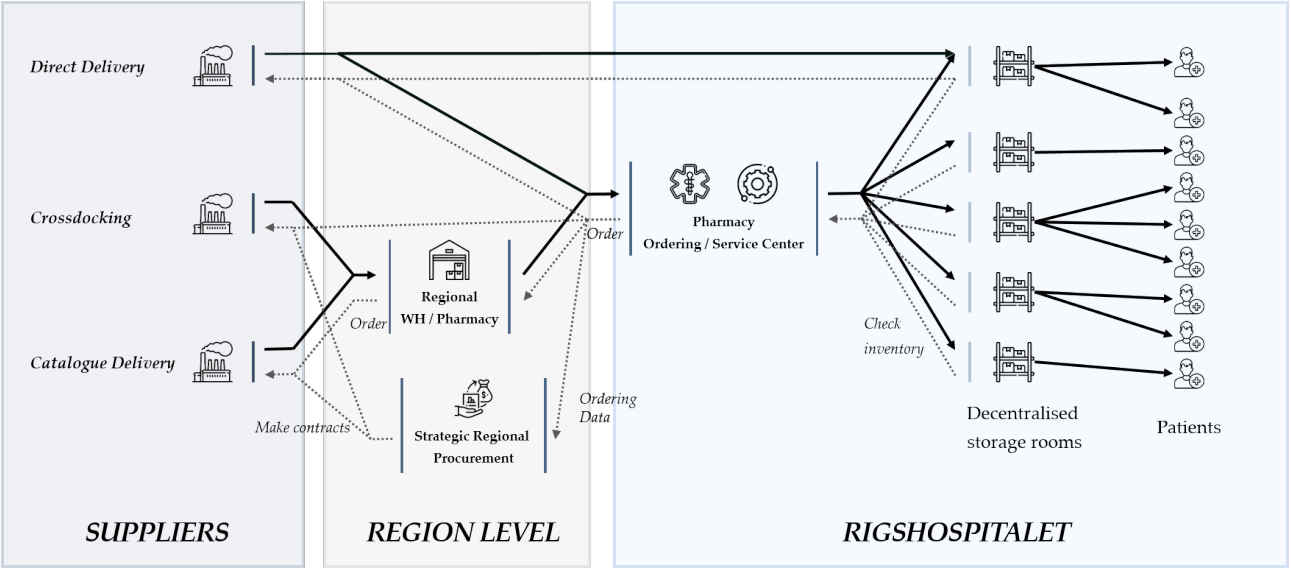 Direct Delivery
Crossdocking
Catalogue Delivery
Make contracts
SUPPLIERS
Order
Regional
WH / Pharmacy
Strategic Regional
Procurement
Order
Ordering
Data
REGION LEVEL
Pharmacy
Ordering / Service Center
Check
inventory
Decentralised
storage rooms
Patients
RIGSHOSPITALET